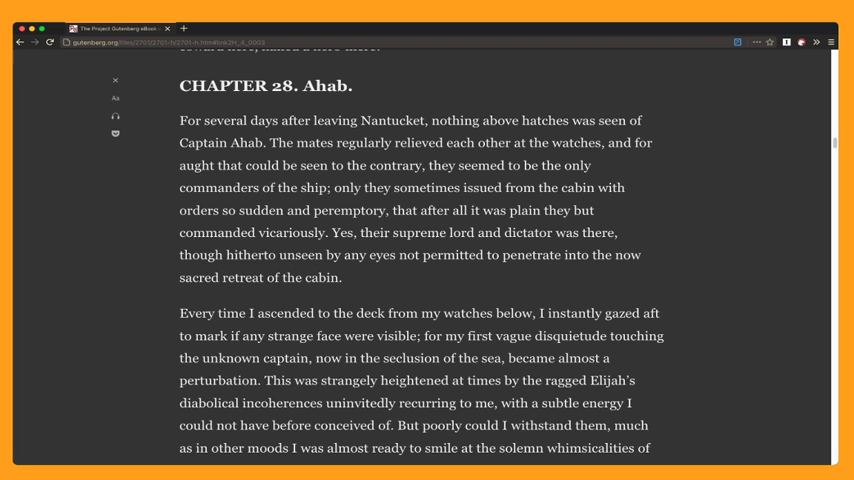 The Project Gutenberg eBook
gutenberg.org/files/2701/2701-h/2701-h.htm#link2H_4_0003
Aa
CHAPTER 28. Ahab.
For several days after leaving Nantucket, nothing above hatches was seen of
Captain Ahab. The mates regularly relieved each other at the watches, and for
aught that could be seen to the contrary, they seemed to be the only
commanders of the ship; only they sometimes issued from the cabin with
orders so sudden and peremptory, that after all it was plain they but
commanded vicariously. Yes, their supreme lord and dictator was there,
though hitherto unseen by any eyes not permitted to penetrate into the now
sacred retreat of the cabin.
Every time I ascended to the deck from my watches below, I instantly gazed aft
to mark if any strange face were visible; for my first vague disquietude touching
the unknown captain, now in the seclusion of the sea, became almost a
perturbation. This was strangely heightened at times by the ragged Elijah’s
diabolical incoherences uninvitedly recurring to me, with a subtle energy I
could not have before conceived of. But poorly could I withstand them, much
as in other moods I was almost ready to smile at the solemn whimsicalities of